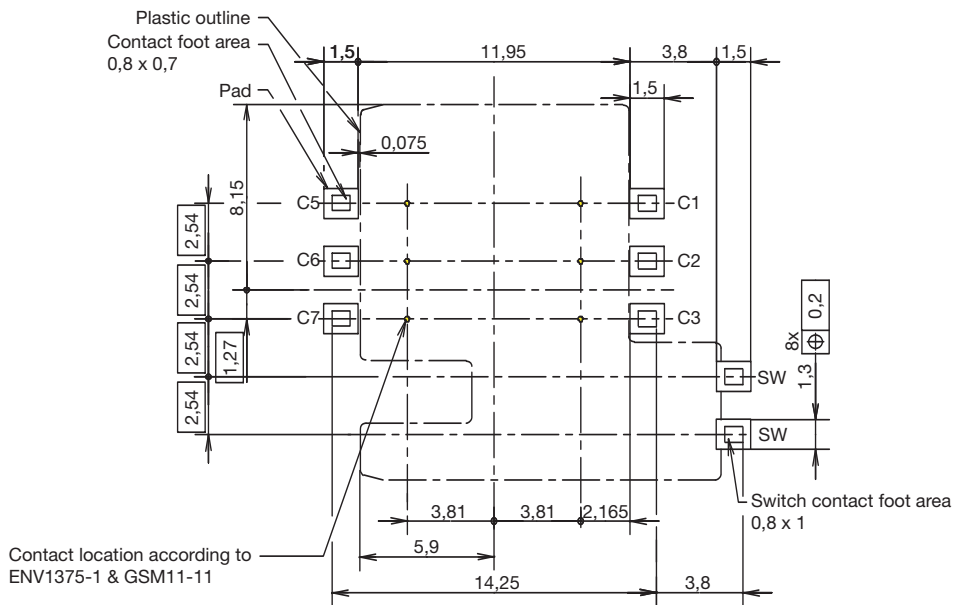 Plastic outline
Contact foot area
0,8 x 0,7
Pad
1,5
11,95
3,8
1,5
1,5
0,075
8,15
C5
C1
2,54
C6
C2
2,54
C7
C3
2,54
1,27
2,54
8x
0,2
1,3
SW
SW
Switch contact foot area
0,8 x 1
3,81
3,81
2,165
Contact location according to
ENV1375-1 & GSM11-11
5,9
14,25
3,8